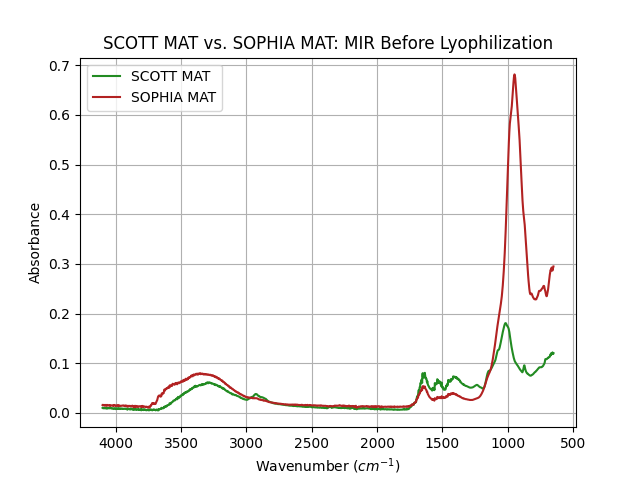 SCOTT MAT vs. SOPHIA MAT: MIR Before Lyophilization
SCOTT MAT
SOPHIA MAT
Absorbance
0.7
0.6
0.5
0.4
0.3
0.2
0.1
0.0
4000 3500 3000 2500 2000 1500 1000 500
Wavenumber (cm⁻¹)